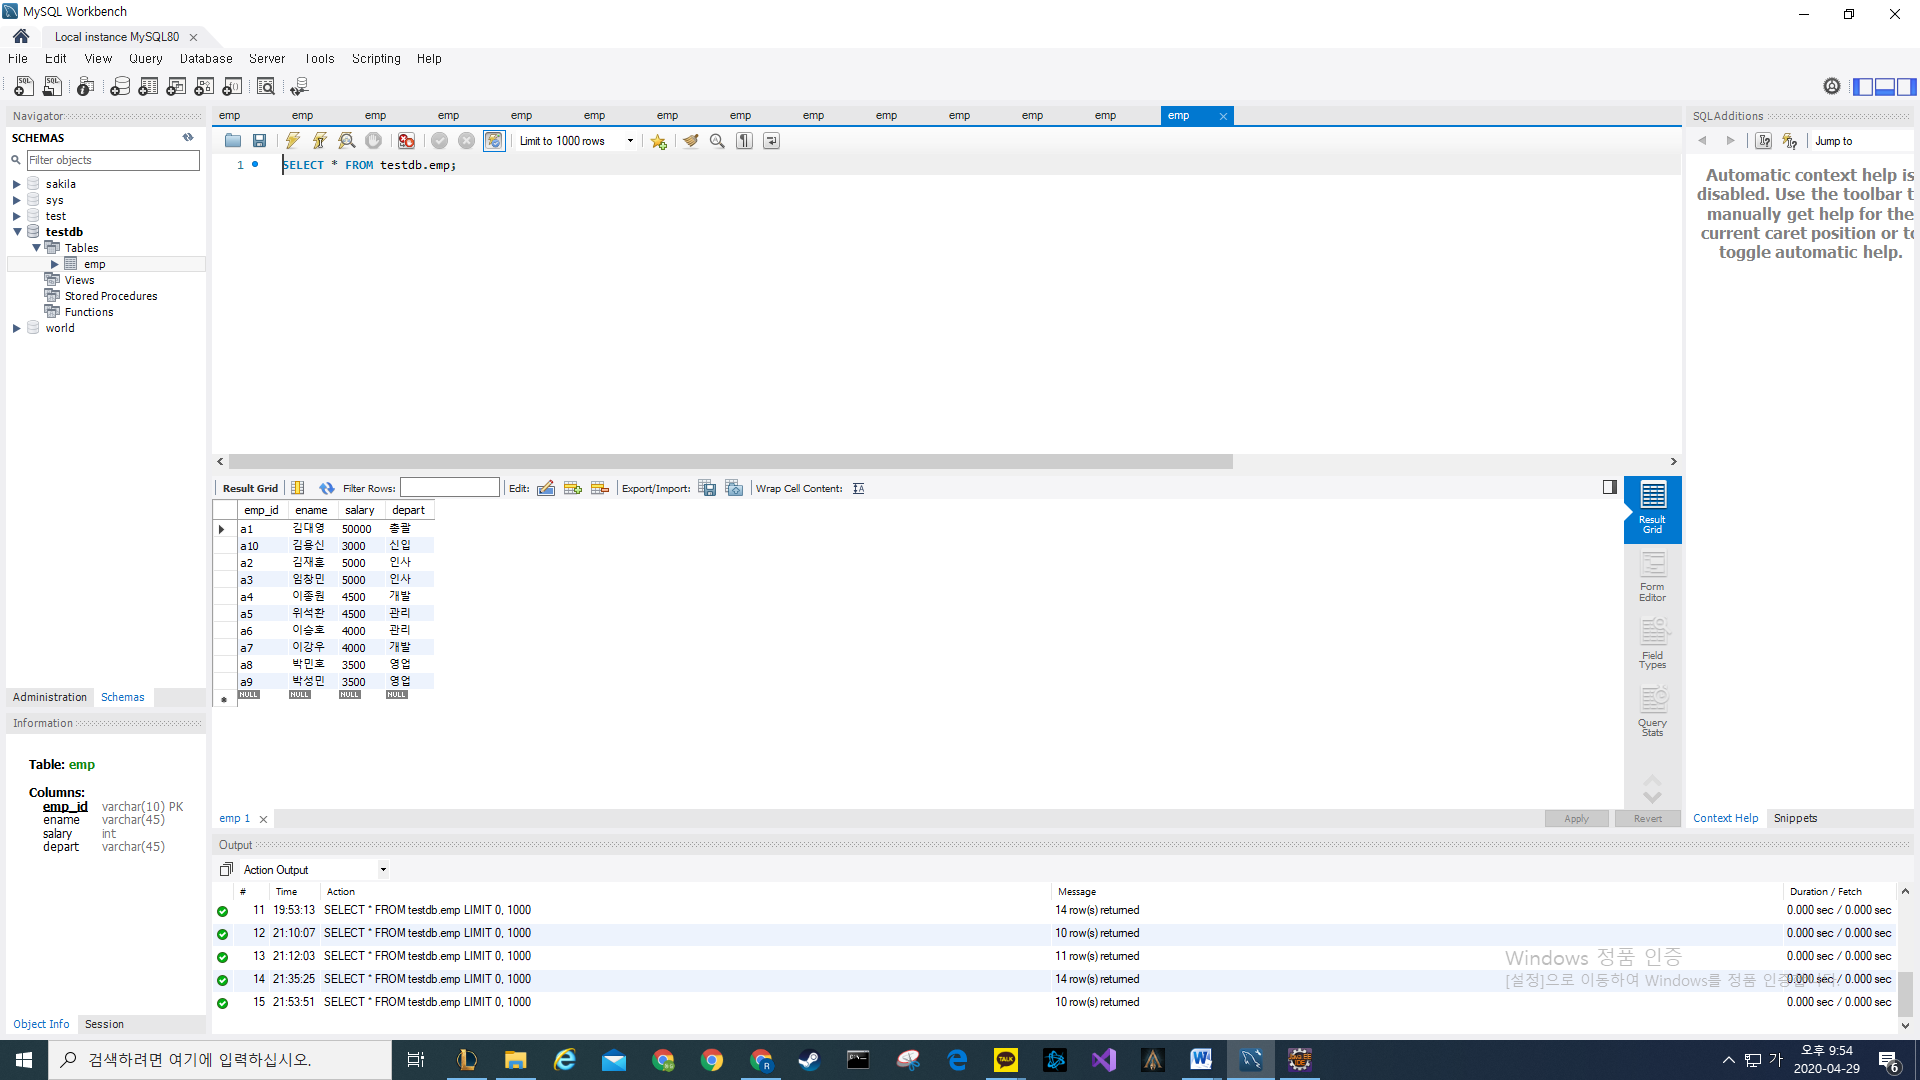 MySQL Workbench
Local instance MySQL80
File Edit View Query Database Server Tools Scripting Help
Navigator
SCHEMAS
Filter objects
sakila
sys
test
testdb
Tables
emp
Views
Stored Procedures
Functions
world
Administration Schemas
Information
Table: emp
Columns:
emp_id varchar(10) PK
ename varchar(45)
salary int
depart varchar(45)
Object Info Session
emp emp emp emp emp emp emp emp emp emp emp emp emp emp
Limit to 1000 rows
1 SELECT * FROM testdb.emp;
Result Grid Filter Rows: Edit: Export/Import: Wrap Cell Content:
emp_id ename salary depart
a1 김대영 50000 총괄
a10 김용신 3000 신입
a2 김재훈 5000 인사
a3 임창민 5000 인사
a4 이종원 4500 개발
a5 위석환 4500 관리
a6 이승호 4000 관리
a7 이강우 4000 개발
a8 박민호 3500 영업
a9 박성민 3500 영업
NULL NULL NULL NULL
Result
Grid
Form
Editor
Field
Types
Query
Stats
emp 1
Apply Revert
SQLAdditions
Jump to
Automatic context help is
disabled. Use the toolbar t
manually get help for the
current caret position or to
toggle automatic help.
Context Help Snippets
Output
Action Output
# Time Action Message Duration / Fetch
11 19:53:13 SELECT * FROM testdb.emp LIMIT 0, 1000 14 row(s) returned 0.000 sec / 0.000 sec
12 21:10:07 SELECT * FROM testdb.emp LIMIT 0, 1000 10 row(s) returned 0.000 sec / 0.000 sec
13 21:12:03 SELECT * FROM testdb.emp LIMIT 0, 1000 11 row(s) returned 0.000 sec / 0.000 sec
14 21:35:25 SELECT * FROM testdb.emp LIMIT 0, 1000 14 row(s) returned 0.000 sec / 0.000 sec
15 21:53:51 SELECT * FROM testdb.emp LIMIT 0, 1000 10 row(s) returned 0.000 sec / 0.000 sec
Windows 정품 인증
[설정]으로 이동하여 Windows를 정품 인증합니다.
검색하려면 여기에 입력하십시오.
TALK
가
오후 9:54
2020-04-29
6